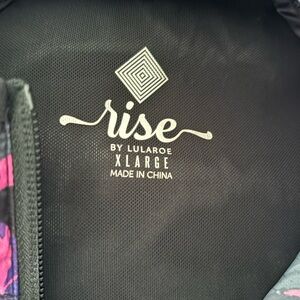 rise
BY LULAROE
XLARGE
MADE IN CHINA